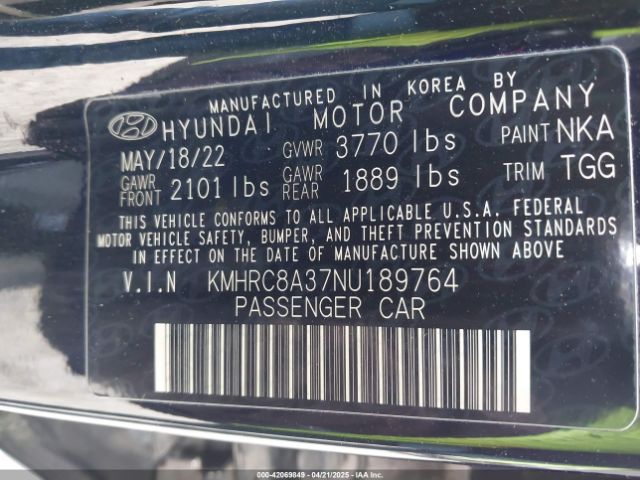 MANUFACTURED IN KOREA BY
HYUNDAI MOTOR COMPANY
MAY/18/22 GVWR 3770 lbs PAINT NKA
GAWR FRONT 2101 lbs GAWR REAR 1889 lbs TRIM TGG
THIS VEHICLE CONFORMS TO ALL APPLICABLE U.S.A. FEDERAL
MOTOR VEHICLE SAFETY, BUMPER, AND THEFT PREVENTION STANDARDS
IN EFFECT ON THE DATE OF MANUFACTURE SHOWN ABOVE
V.I.N KMHRC8A37NU189764
PASSENGER CAR
000-42069849 04/21/2025 - IAA Inc.